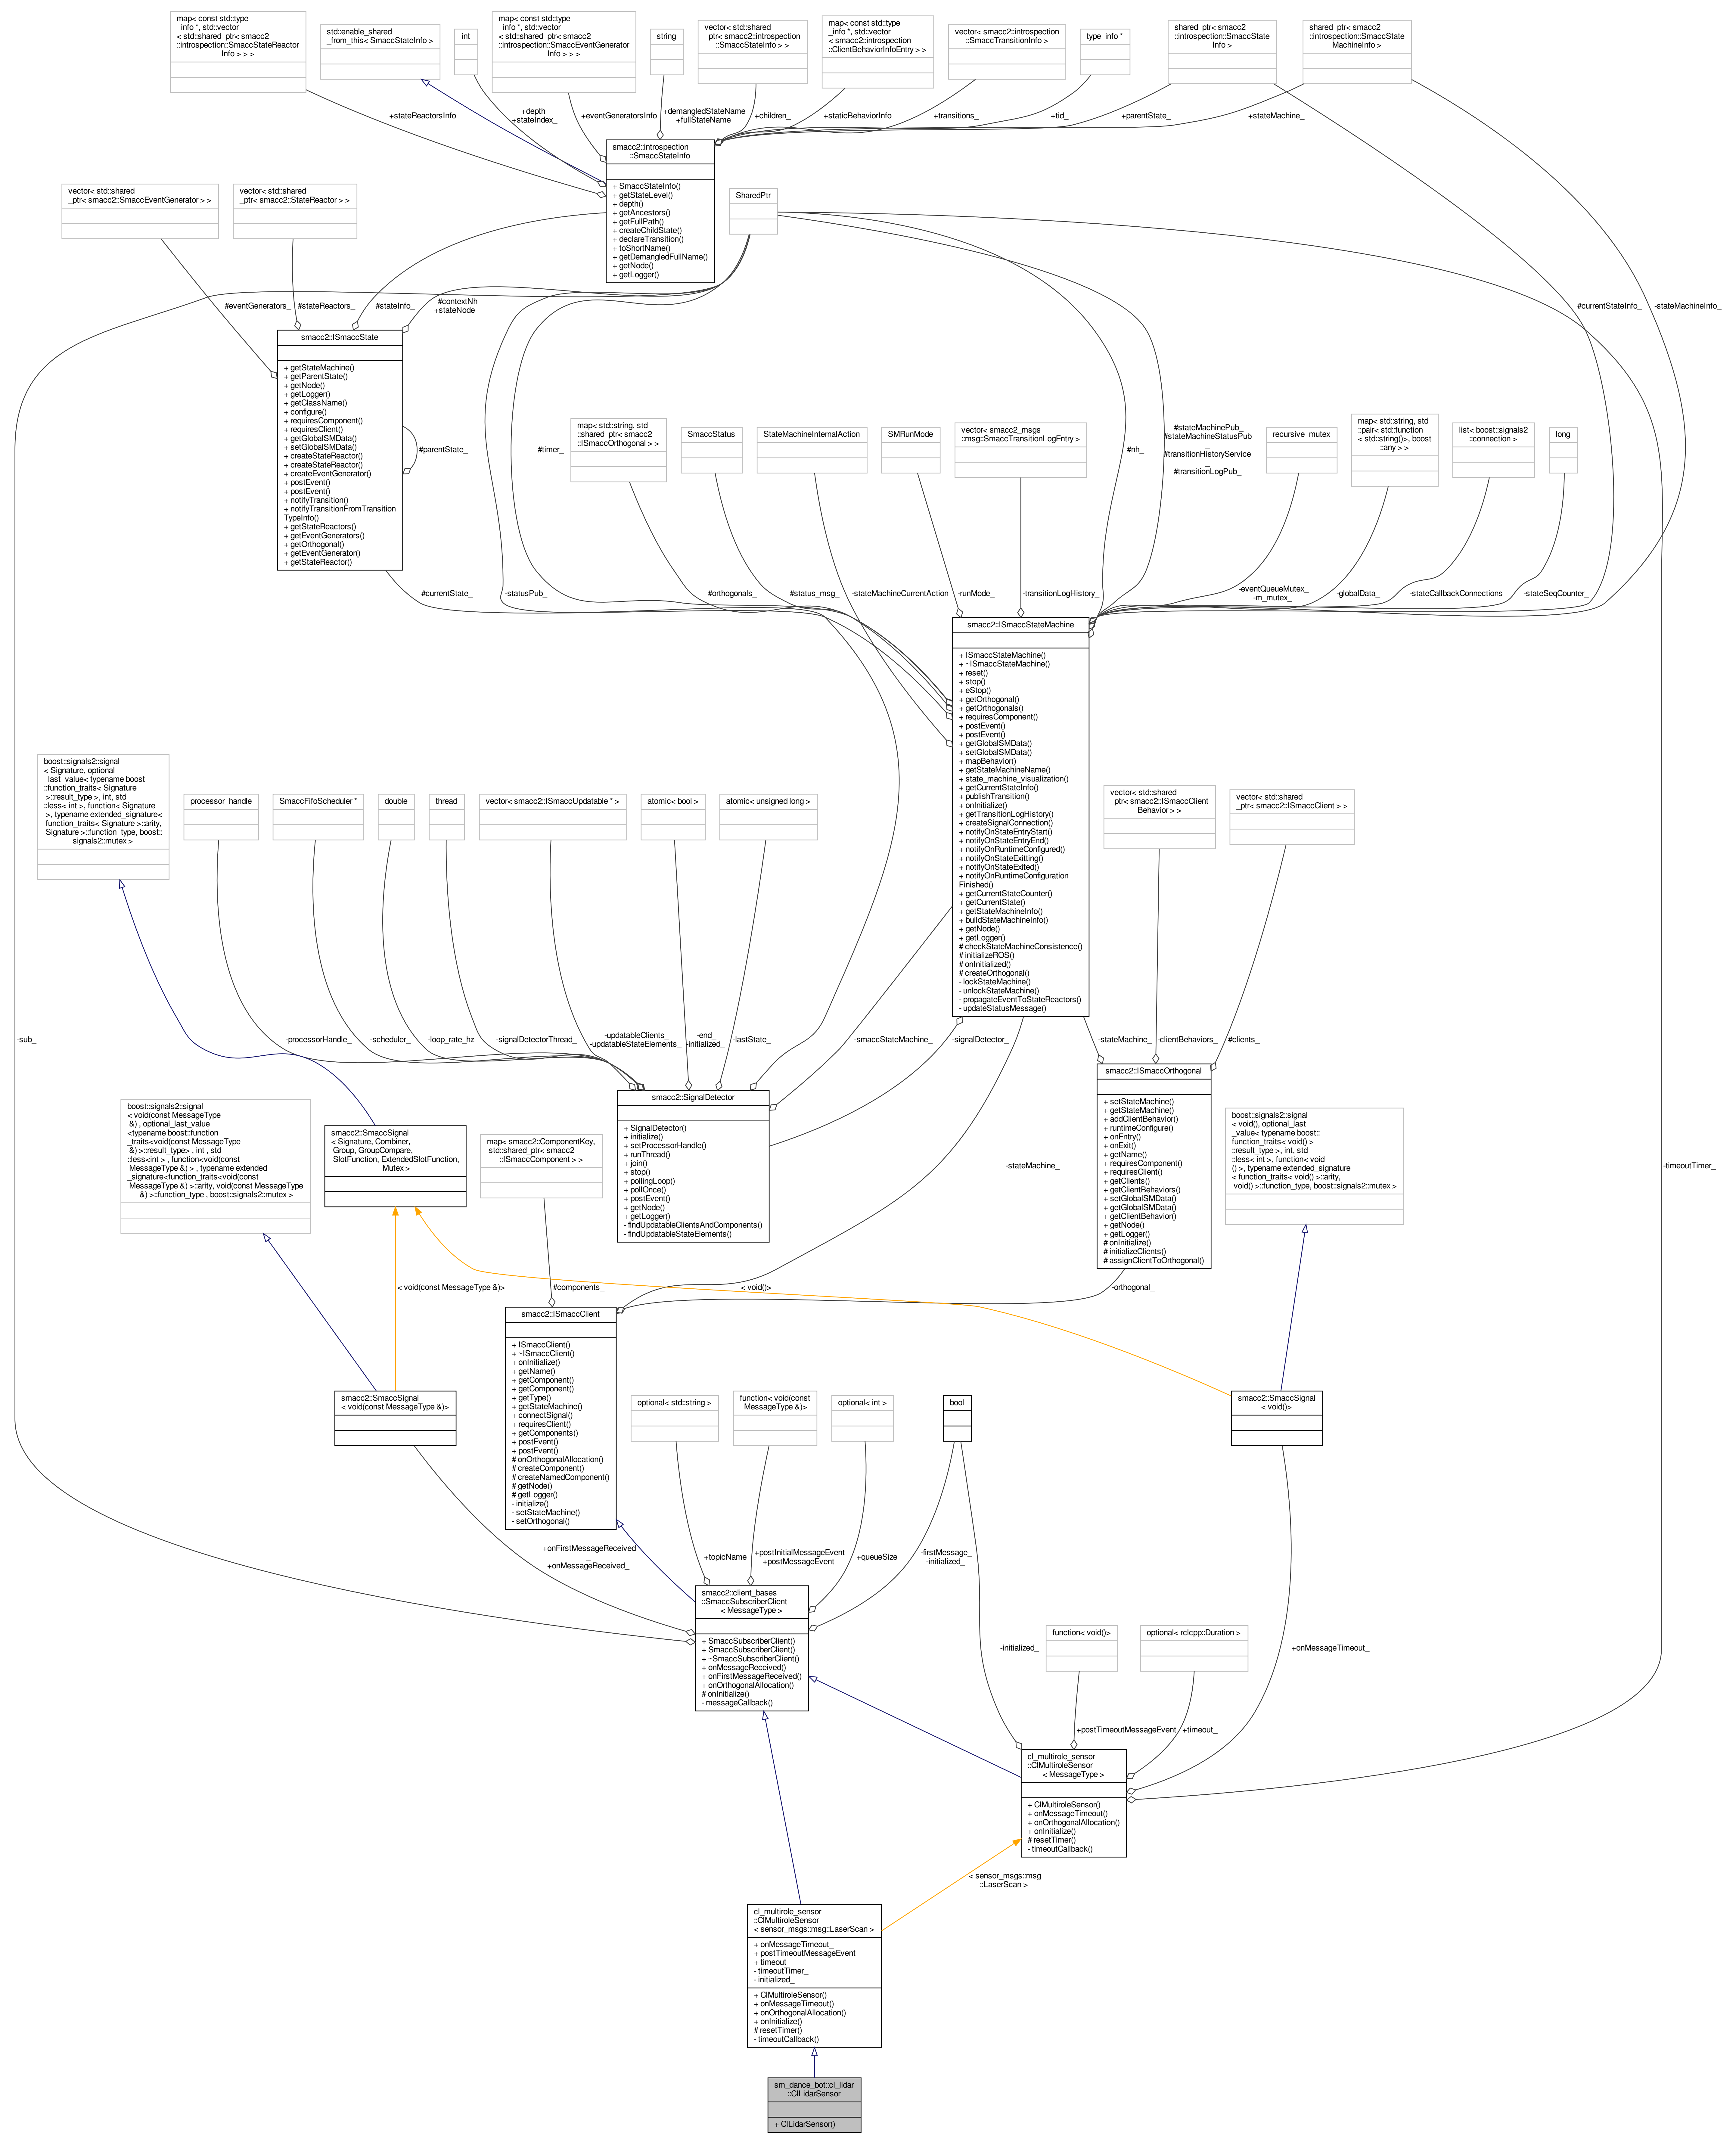 map< const std::type
_info *, std::vector
< std::shared_ptr< smacc2
::introspection::SmaccStateReactor
Info > > >
std::enable_shared
_from_this< SmaccStateInfo >
int
map< const std::type
_info *, std::vector
< std::shared_ptr< smacc2
::introspection::SmaccEventGenerator
Info > > >
string
vector< std::shared
_ptr< smacc2::introspection
::SmaccStateInfo > >
map< const std::type
_info *, std::vector
< smacc2::introspection
::ClientBehaviorInfoEntry > >
vector< smacc2::introspection
::SmaccTransitionInfo >
type_info *
shared_ptr< smacc2
::introspection::SmaccState
Info >
shared_ptr< smacc2
::introspection::SmaccState
MachineInfo >
+stateReactorsInfo
+depth_
+stateIndex_
+eventGeneratorsInfo
+demangledStateName
+fullStateName
+children_
+staticBehaviorInfo
+transitions_
+tid_
+parentState_
+stateMachine_
smacc2::introspection
::SmaccStateInfo
+ SmaccStateInfo()
+ getStateLevel()
+ depth()
+ getAncestors()
+ getFullPath()
+ createChildState()
+ declareTransition()
+ toShortName()
+ getDemangledFullName()
+ getNode()
+ getLogger()
vector< std::shared
_ptr< smacc2::SmaccEventGenerator > >
vector< std::shared
_ptr< smacc2::StateReactor > >
SharedPtr
#eventGenerators_
#stateReactors_
#stateInfo_
#contextNh
+stateNode_
#currentStateInfo_
-stateMachineInfo_
smacc2::ISmaccState
+ getStateMachine()
+ getParentState()
+ getNode()
+ getLogger()
+ getClassName()
+ configure()
+ requiresComponent()
+ requiresClient()
+ getGlobalSMData()
+ setGlobalSMData()
+ createStateReactor()
+ createStateReactor()
+ createEventGenerator()
+ postEvent()
+ postEvent()
+ notifyTransition()
+ notifyTransitionFromTransition
TypeInfo()
+ getStateReactors()
+ getEventGenerators()
+ getOrthogonal()
+ getEventGenerator()
+ getStateReactor()
#parentState_
#timer_
map< std::string, std
::shared_ptr< smacc2
::ISmaccOrthogonal > >
SmaccStatus
StateMachineInternalAction
SMRunMode
vector< smacc2_msgs
::msg::SmaccTransitionLogEntry >
#nh_
#stateMachinePub_
#stateMachineStatusPub
_
#transitionHistoryService
_
#transitionLogPub_
recursive_mutex
map< std::string, std
::pair< std::function
< std::string()>, boost
::any > >
list< boost::signals2
::connection >
long
#currentState_
-statusPub_
#orthogonals_
#status_msg_
-stateMachineCurrentAction
-runMode_
-transitionLogHistory_
-eventQueueMutex_
-m_mutex_
-globalData_
-stateCallbackConnections
-stateSeqCounter_
smacc2::ISmaccStateMachine
+ ISmaccStateMachine()
+ ~ISmaccStateMachine()
+ reset()
+ stop()
+ eStop()
+ getOrthogonal()
+ getOrthogonals()
+ requiresComponent()
+ postEvent()
+ postEvent()
+ getGlobalSMData()
+ setGlobalSMData()
+ mapBehavior()
+ getStateMachineName()
+ state_machine_visualization()
+ getCurrentStateInfo()
+ publishTransition()
+ onInitialize()
+ getTransitionLogHistory()
+ createSignalConnection()
+ notifyOnStateEntryStart()
+ notifyOnStateEntryEnd()
+ notifyOnRuntimeConfigured()
+ notifyOnStateExitting()
+ notifyOnStateExited()
+ notifyOnRuntimeConfiguration
Finished()
+ getCurrentStateCounter()
+ getCurrentState()
+ getStateMachineInfo()
+ buildStateMachineInfo()
+ getNode()
+ getLogger()
# checkStateMachineConsistence()
# initializeROS()
# onInitialized()
# createOrthogonal()
- lockStateMachine()
- unlockStateMachine()
- propagateEventToStateReactors()
- updateStatusMessage()
boost::signals2::signal
< Signature, optional
_last_value< typename boost
::function_traits< Signature
>::result_type >, int, std
::less< int >, function< Signature
>, typename extended_signature<
function_traits< Signature >::arity,
Signature >::function_type, boost::
signals2::mutex >
processor_handle
SmaccFifoScheduler *
double
thread
vector< smacc2::ISmaccUpdatable * >
atomic< bool >
atomic< unsigned long >
vector< std::shared
_ptr< smacc2::ISmaccClient
Behavior > >
vector< std::shared
_ptr< smacc2::ISmaccClient > >
-sub_
-processorHandle_
-scheduler_
-loop_rate_hz
-signalDetectorThread_
-updatableClients_
-updatableStateElements_
-end_
-initialized_
-lastState_
-smaccStateMachine_
-signalDetector_
-stateMachine_
-clientBehaviors_
#clients_
smacc2::SignalDetector
+ SignalDetector()
+ initialize()
+ setProcessorHandle()
+ runThread()
+ join()
+ stop()
+ pollingLoop()
+ pollOnce()
+ postEvent()
+ getNode()
+ getLogger()
- findUpdatableClientsAndComponents()
- findUpdatableStateElements()
smacc2::ISmaccOrthogonal
+ setStateMachine()
+ getStateMachine()
+ addClientBehavior()
+ runtimeConfigure()
+ onEntry()
+ onExit()
+ getName()
+ requiresComponent()
+ requiresClient()
+ getClients()
+ getClientBehaviors()
+ setGlobalSMData()
+ getGlobalSMData()
+ getClientBehavior()
+ getNode()
+ getLogger()
# onInitialize()
# initializeClients()
# assignClientToOrthogonal()
boost::signals2::signal
< void(const MessageType
&) , optional_last_value
<typename boost::function
_traits<void(const MessageType
&) >::result_type> , int , std
::less<int > , function<void(const
MessageType &) > , typename extended
_signature<function_traits<void(const
MessageType &) >::arity, void(const MessageType
&) >::function_type , boost::signals2::mutex >
smacc2::SmaccSignal
< Signature, Combiner,
Group, GroupCompare,
SlotFunction, ExtendedSlotFunction,
Mutex >
map< smacc2::ComponentKey,
std::shared_ptr< smacc2
::ISmaccComponent > >
boost::signals2::signal
< void(), optional_last
_value< typename boost::
function_traits< void() >
::result_type >, int, std
::less< int >, function< void
() >, typename extended_signature
< function_traits< void() >::arity,
void() >::function_type, boost::signals2::mutex >
-stateMachine_
-timeoutTimer_
< void(const MessageType &)>
#components_
< void()>
-orthogonal_
smacc2::ISmaccClient
+ ISmaccClient()
+ ~ISmaccClient()
+ onInitialize()
+ getName()
+ getComponent()
+ getComponent()
+ getType()
+ getStateMachine()
+ connectSignal()
+ requiresClient()
+ getComponents()
+ postEvent()
+ postEvent()
# onOrthogonalAllocation()
# createComponent()
# createNamedComponent()
# getNode()
# getLogger()
- initialize()
- setStateMachine()
- setOrthogonal()
smacc2::SmaccSignal
< void(const MessageType &)>
optional< std::string >
function< void(const
MessageType &)>
optional< int >
bool
smacc2::SmaccSignal
< void()>
+onFirstMessageReceived
_
+onMessageReceived_
+topicName
+postInitialMessageEvent
+postMessageEvent
+queueSize
-firstMessage_
-initialized_
smacc2::client_bases
::SmaccSubscriberClient
< MessageType >
+ SmaccSubscriberClient()
+ SmaccSubscriberClient()
+ ~SmaccSubscriberClient()
+ onMessageReceived()
+ onFirstMessageReceived()
+ onOrthogonalAllocation()
# onInitialize()
- messageCallback()
-initialized_
function< void()>
optional< rclcpp::Duration >
+onMessageTimeout_
+postTimeoutMessageEvent
+timeout_
cl_multirole_sensor
::ClMultiroleSensor
< MessageType >
+ ClMultiroleSensor()
+ onMessageTimeout()
+ onOrthogonalAllocation()
+ onInitialize()
# resetTimer()
- timeoutCallback()
< sensor_msgs::msg
::LaserScan >
cl_multirole_sensor
::ClMultiroleSensor
< sensor_msgs::msg::LaserScan >
+ onMessageTimeout_
+ postTimeoutMessageEvent
+ timeout_
- timeoutTimer_
- initialized_
+ ClMultiroleSensor()
+ onMessageTimeout()
+ onOrthogonalAllocation()
+ onInitialize()
# resetTimer()
- timeoutCallback()
sm_dance_bot::cl_lidar
::ClLidarSensor
+ ClLidarSensor()